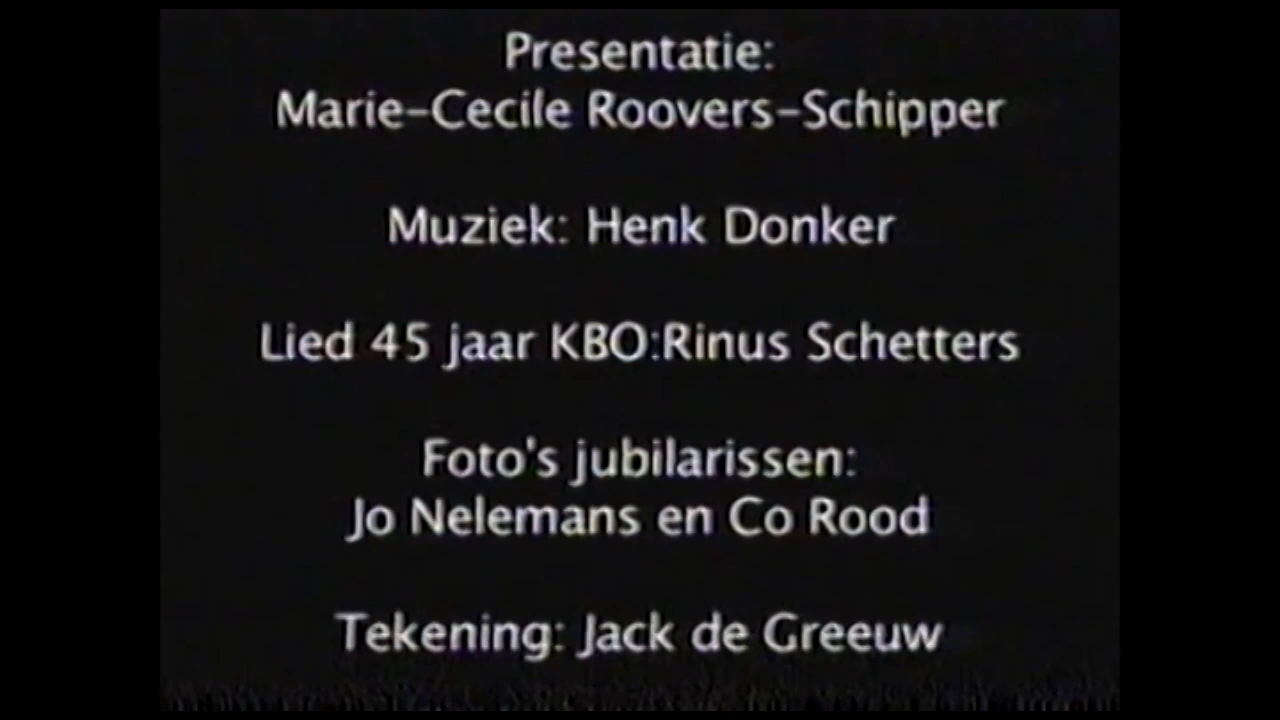 Presentatie:
Marie-Cecile Roovers-Schipper
Muziek: Henk Donker
Lied 45 jaar KBO:Rinus Schetters
Foto's jubilarissen:
Jo Nelemans en Co Rood
Tekening: Jack de Greeuw